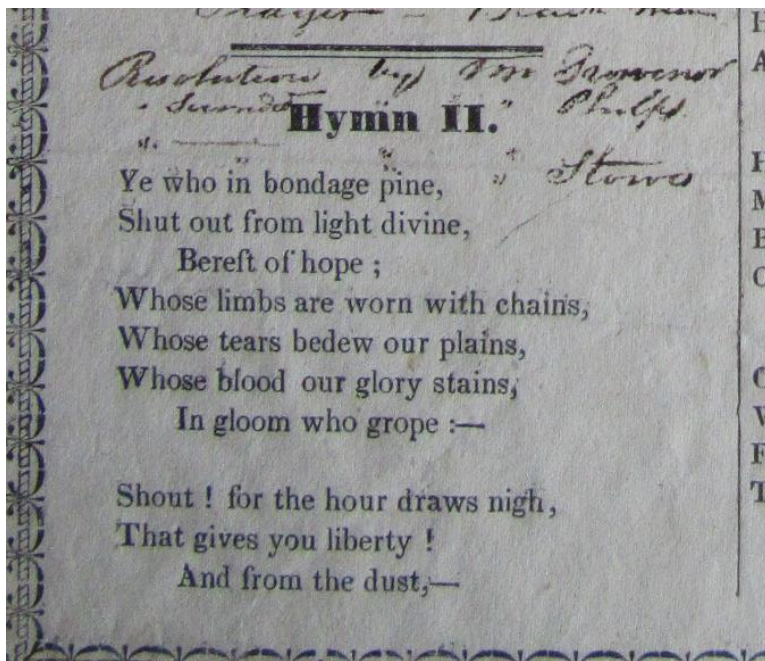 Prayer –
Resolution by Mr Grosvenor
" Seconded " " Phelps
" —— " " Stowe
Hymn II.
Ye who in bondage pine,
Shut out from light divine,
Bereft of hope ;
Whose limbs are worn with chains,
Whose tears bedew our plains,
Whose blood our glory stains,
In gloom who grope :—
Shout ! for the hour draws nigh,
That gives you liberty !
And from the dust,—
H
A
H
M
B
C
C
V
F
T